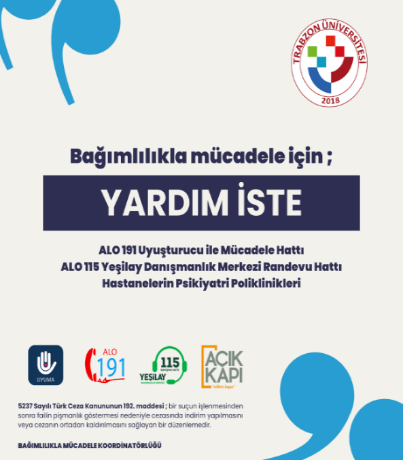 TRABZON ÜNİVERSİTESİ
2018
Bağımlılıkla mücadele için ;
YARDIM İSTE
ALO 191 Uyuşturucu ile Mücadele Hattı
ALO 115 Yeşilay Danışmanlık Merkezi Randevu Hattı
Hastanelerin Psikiyatri Poliklinikleri
UYUMA
ALO
191
115
YEŞİLAY
AÇIK
KAPI
5237 Sayılı Türk Ceza Kanununun 192. maddesi ; bir suçun işlenmesinden
sonra failin pişmanlık göstermesi nedeniyle cezasında indirim yapılmasını
veya cezanın ortadan kaldırılmasını sağlayan bir düzenlemedir.
BAĞIMLILIKLA MÜCADELE KOORDİNATÖRLÜĞÜ